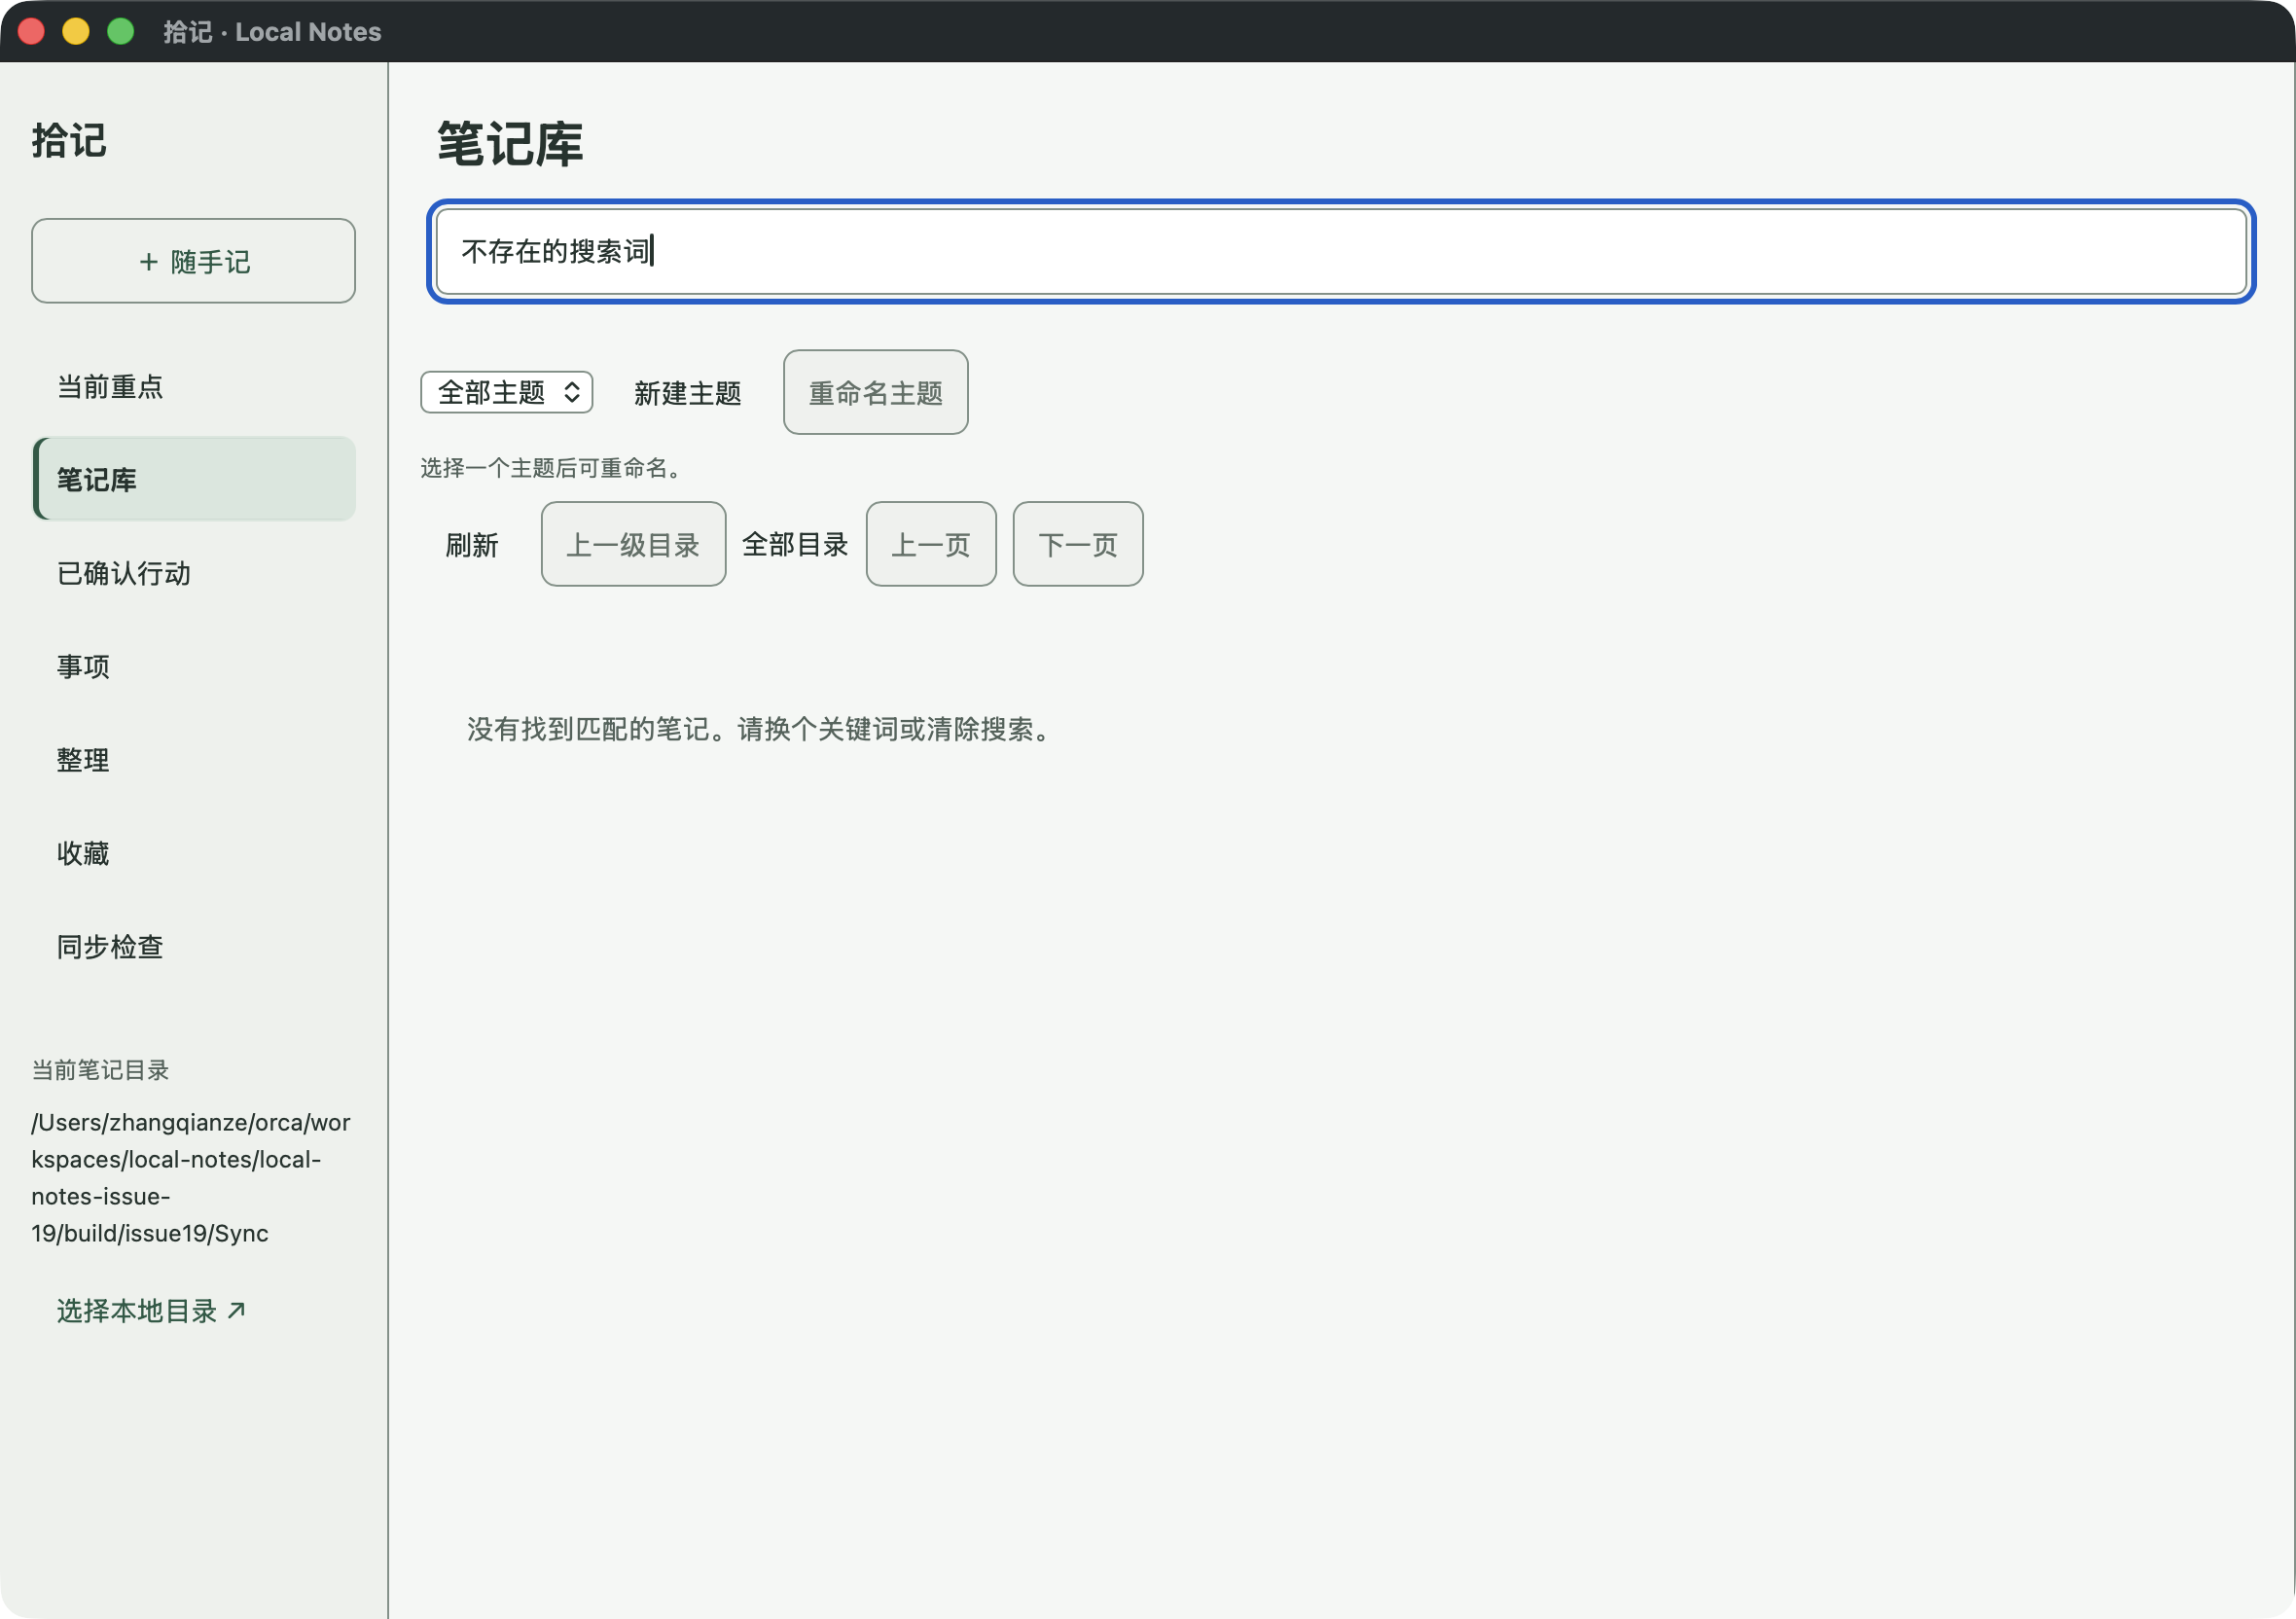 拾记 · Local Notes
拾记
+ 随手记
当前重点
笔记库
已确认行动
事项
整理
收藏
同步检查
当前笔记目录
/Users/zhangqianze/orca/wor
kspaces/local-notes/local-
notes-issue-
19/build/issue19/Sync
选择本地目录 ↗
笔记库
不存在的搜索词
全部主题 新建主题 重命名主题
选择一个主题后可重命名。
刷新 上一级目录 全部目录 上一页 下一页
没有找到匹配的笔记。请换个关键词或清除搜索。